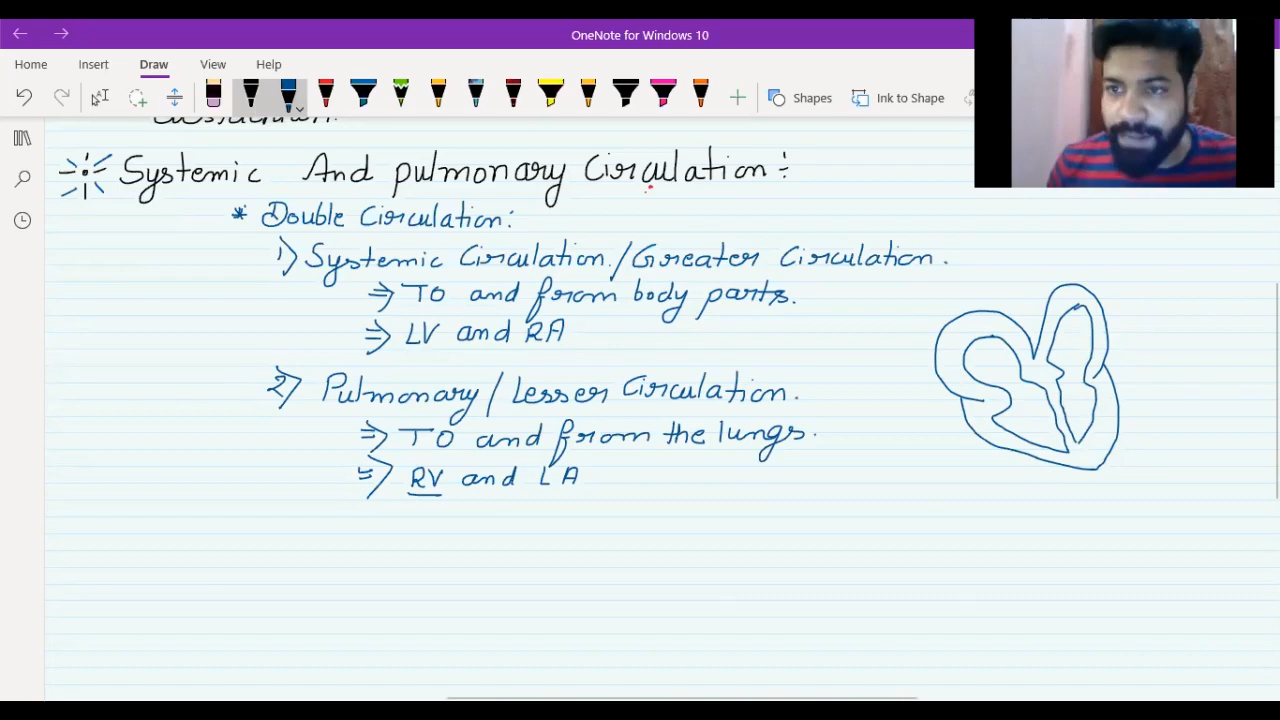 OneNote for Windows 10
Home Insert Draw View Help
Shapes Ink to Shape
Systemic And pulmonary Circulation :
* Double Circulation:
1) Systemic Circulation. / Greater Circulation.
⇒ TO and from body parts.
⇒ LV and RA
2) Pulmonary / Lesser Circulation.
⇒ TO and from the lungs.
⇒ RV and LA